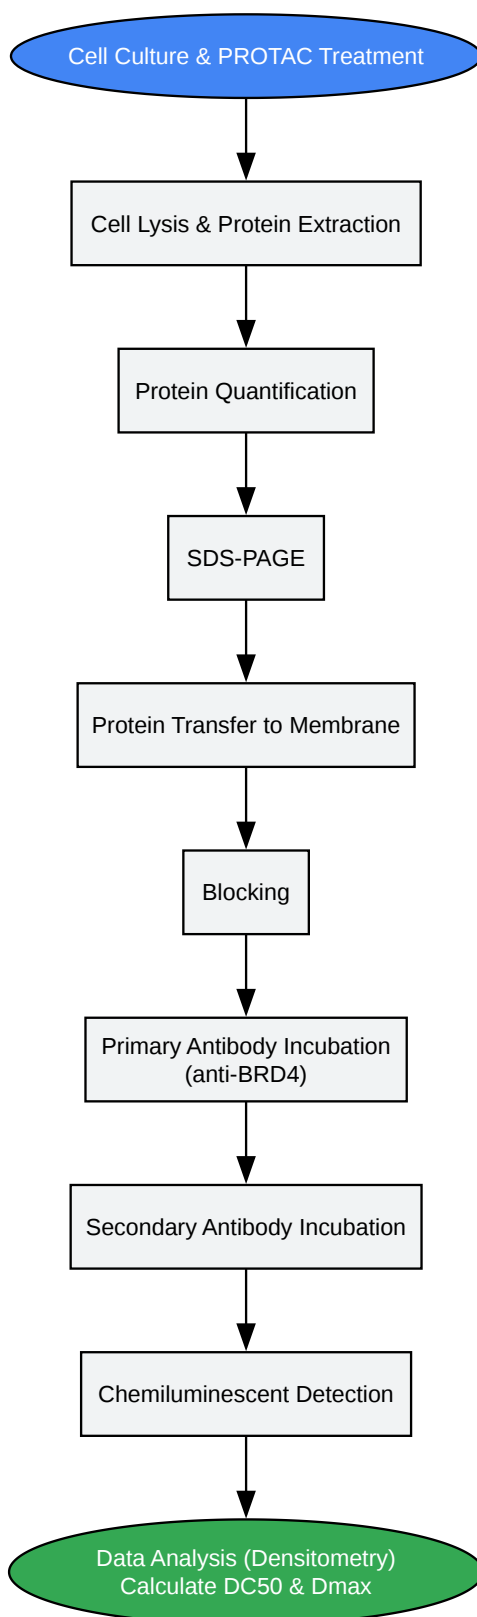 Cell Culture & PROTAC Treatment
Cell Lysis & Protein Extraction
Protein Quantification
SDS-PAGE
Protein Transfer to Membrane
Blocking
Primary Antibody Incubation
(anti-BRD4)
Secondary Antibody Incubation
Chemiluminescent Detection
Data Analysis (Densitometry)
Calculate DC50 & Dmax